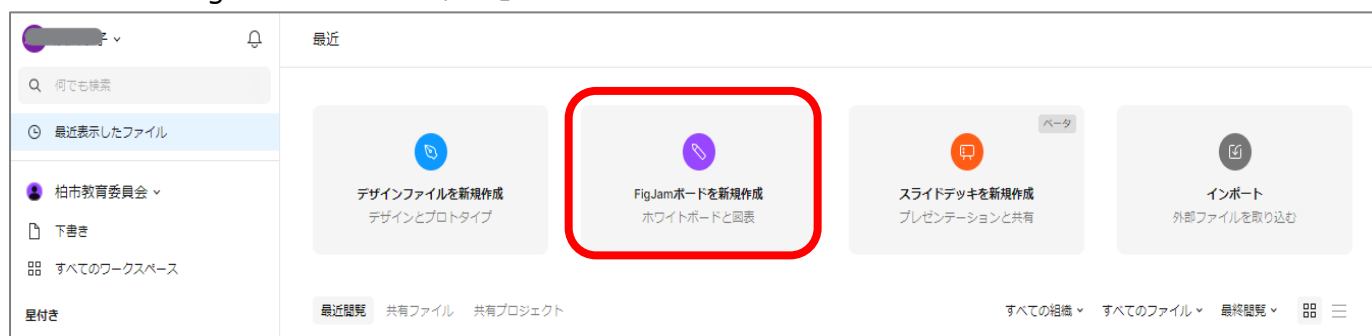 子
最近
何でも検索
最近表示したファイル
ベータ
デザインファイルを新規作成
デザインとプロトタイプ
FigJamボードを新規作成
ホワイトボードと図表
スライドデッキを新規作成
プレゼンテーションと共有
インポート
外部ファイルを取り込む
柏市教育委員会
下書き
すべてのワークスペース
星付き
最近閲覧 共有ファイル 共有プロジェクト
すべての組織 すべてのファイル 最終閲覧